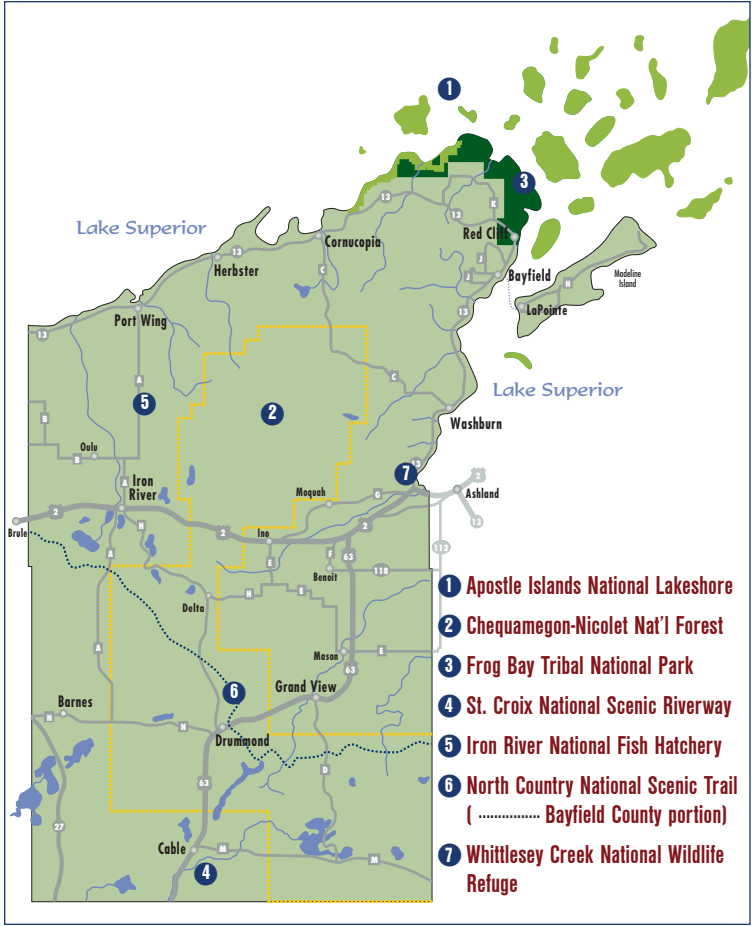 1
3
13
K
13
Lake Superior
Red Cliff
Cornucopia
13
J
Herbster
C
J
Bayfield
Madeline
Island
H
LaPointe
13
Port Wing
13
Lake Superior
A
C
5
2
B
Washburn
Oulu
B
13
7
2
A
Iron
River
Moquah
G
Ashland
2
13
Brule
H
2
Ino
2
112
A
63
F
E
Benoit
118
1 Apostle Islands National Lakeshore
H
E
Delta
2 Chequamegon-Nicolet Nat'l Forest
A
Mason
E
3 Frog Bay Tribal National Park
63
6
Grand View
4 St. Croix National Scenic Riverway
Barnes
N
N
Drummond
5 Iron River National Fish Hatchery
D
63
6 North Country National Scenic Trail
( ................ Bayfield County portion)
27
Cable
M
M
7 Whittlesey Creek National Wildlife
Refuge
4